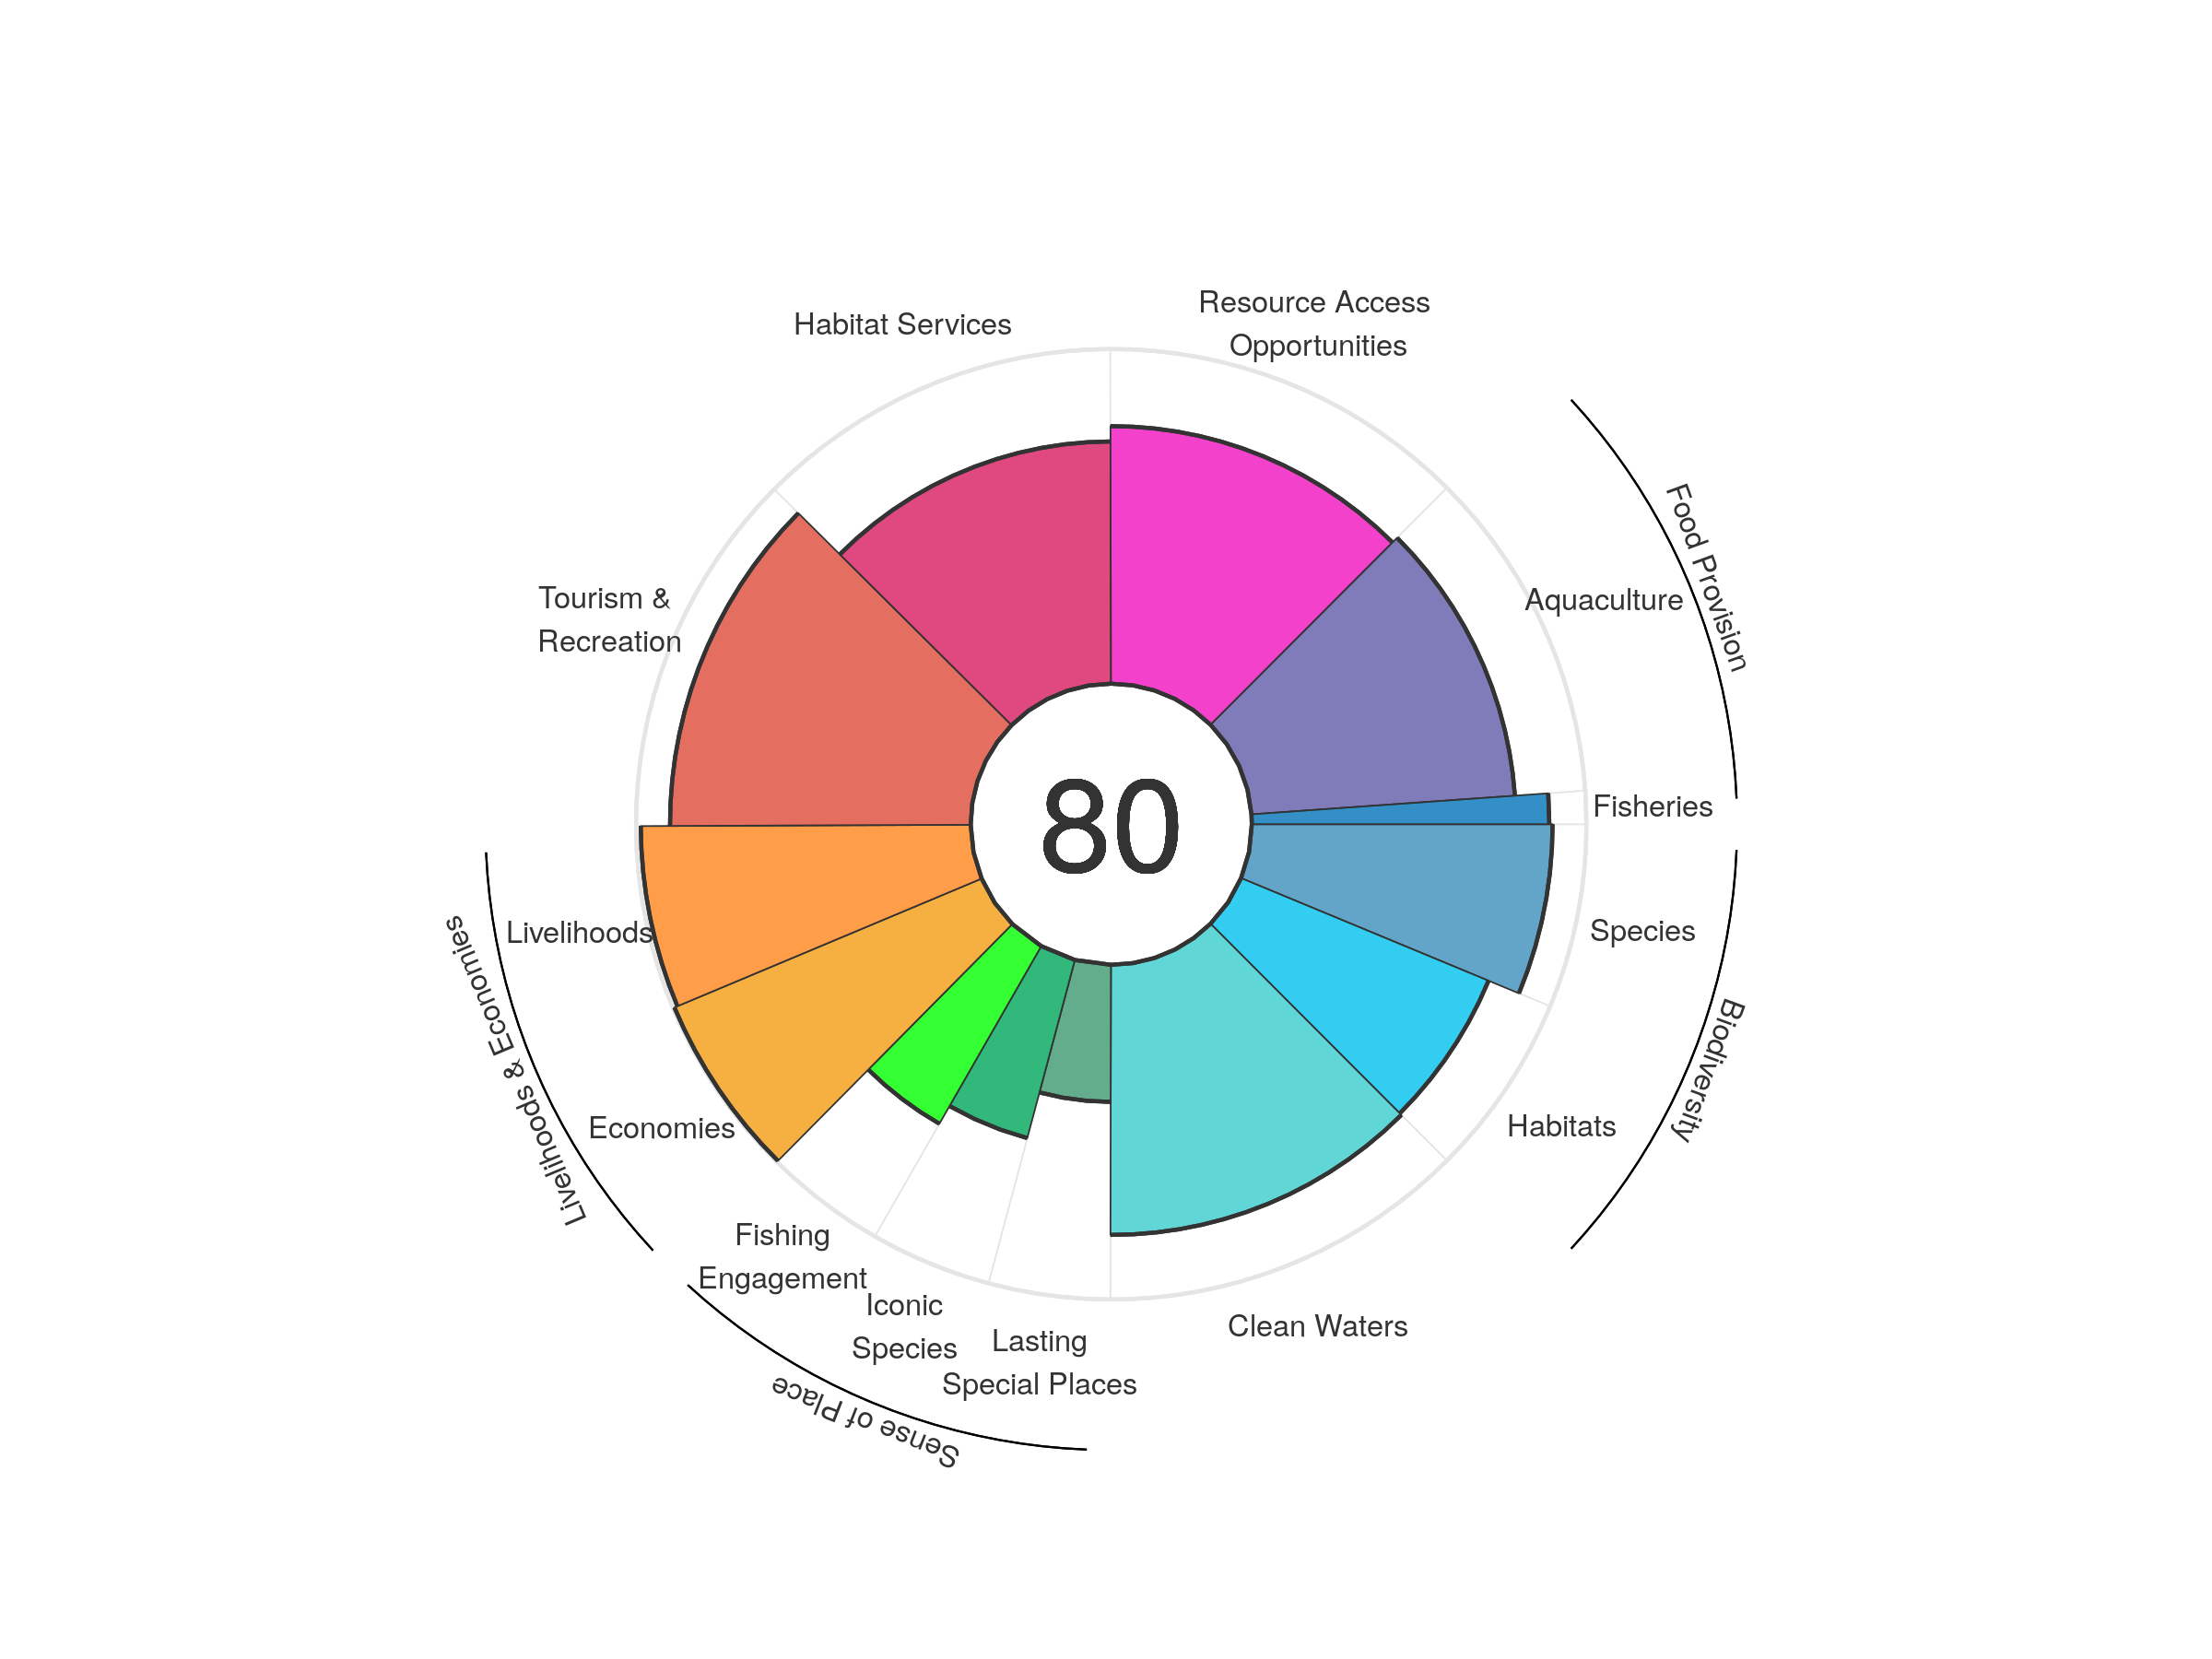 Resource Access
Opportunities
Habitat Services
Food Provision
Tourism &
Recreation
Aquaculture
80
Fisheries
Livelihoods
Species
Livelihoods & Economies
Biodiversity
Economies
Habitats
Fishing
Engagement
Iconic
Species
Lasting
Special Places
Clean Waters
Sense of Place